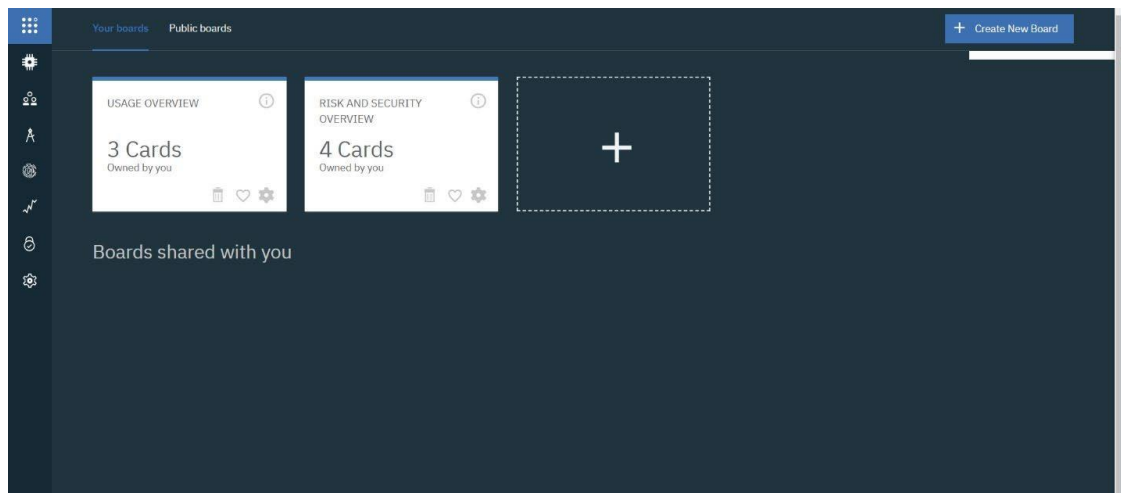 Your boards Public boards
+ Create New Board
USAGE OVERVIEW
3 Cards
Owned by you
RISK AND SECURITY
OVERVIEW
4 Cards
Owned by you
Boards shared with you